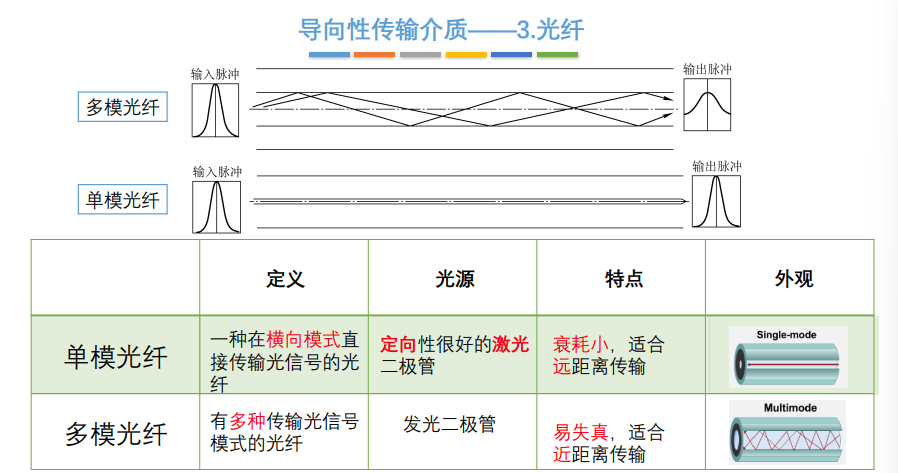 导向性传输介质——3.光纤
输入脉冲
输出脉冲
多模光纤
输入脉冲
输出脉冲
单模光纤
定义
光源
特点
外观
单模光纤
一种在横向模式直
接传输光信号的光
纤
定向性很好的激光
二极管
衰耗小，适合
远距离传输
Single-mode
多模光纤
有多种传输光信号
模式的光纤
发光二极管
易失真，适合
近距离传输
Multimode